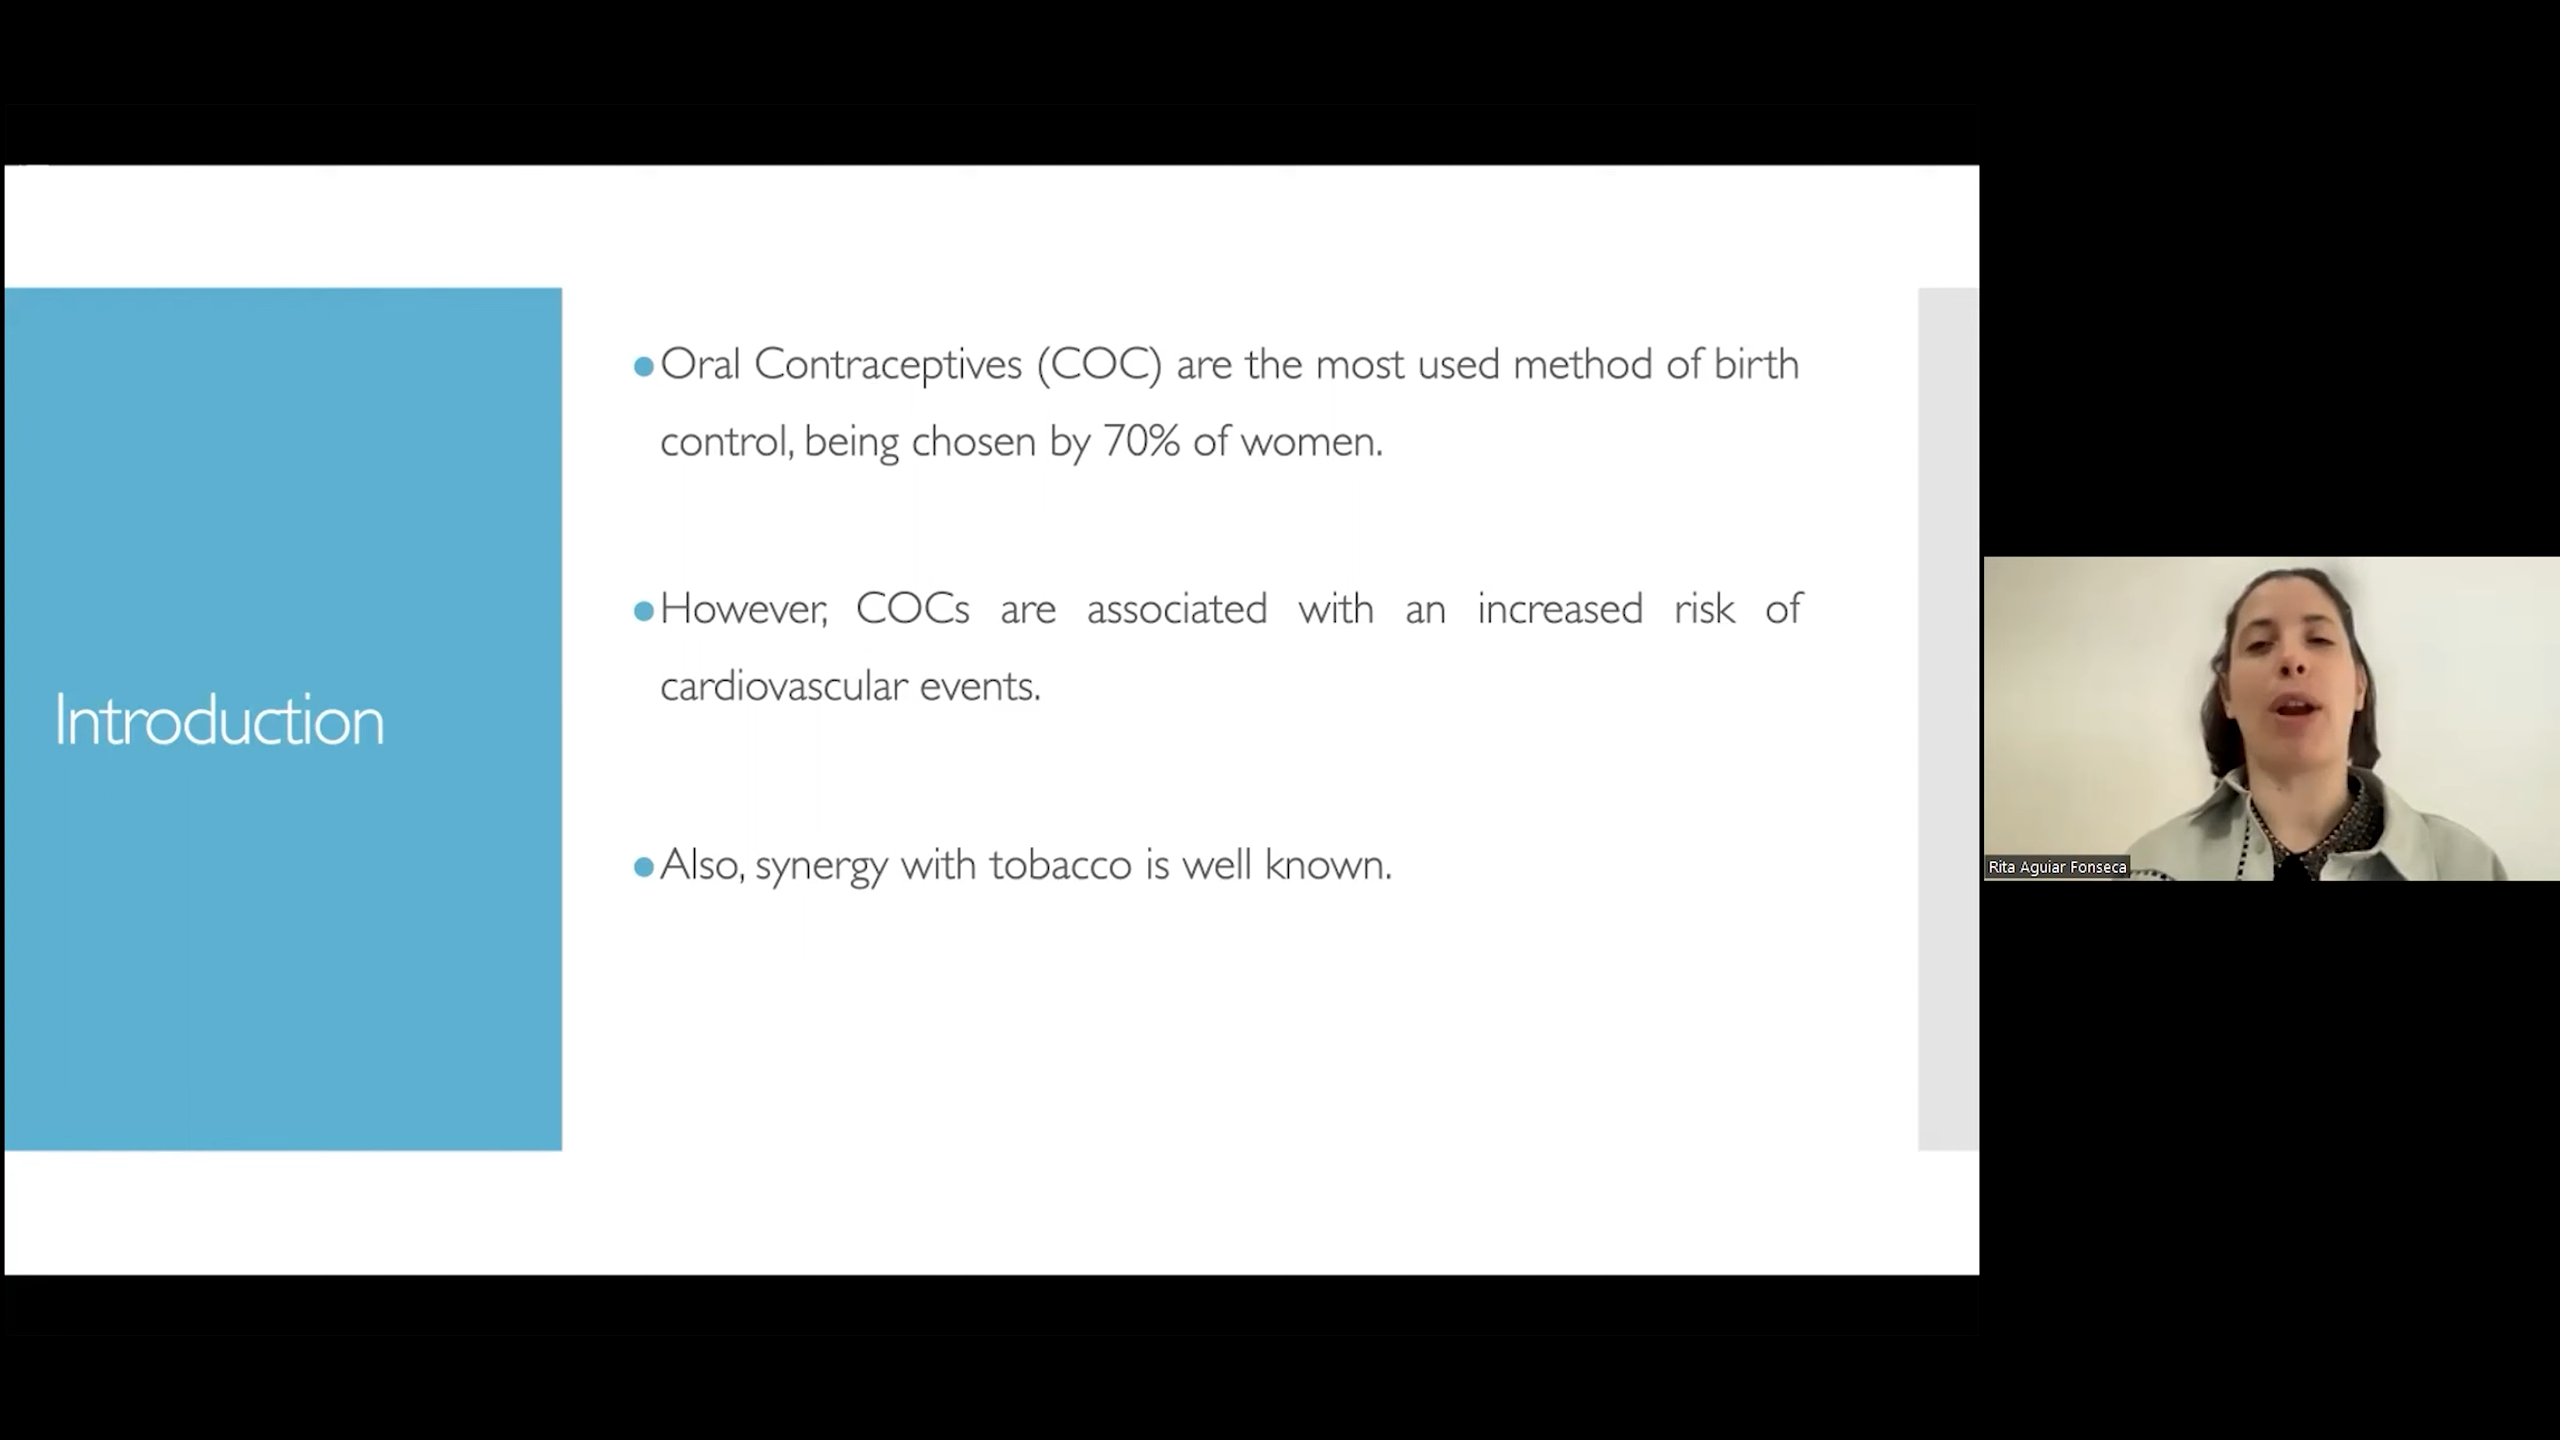 Introduction
●Oral Contraceptives (COC) are the most used method of birth
control, being chosen by 70% of women.
●However, COCs are associated with an increased risk of
cardiovascular events.
●Also, synergy with tobacco is well known.
Rita Aguiar Fonseca